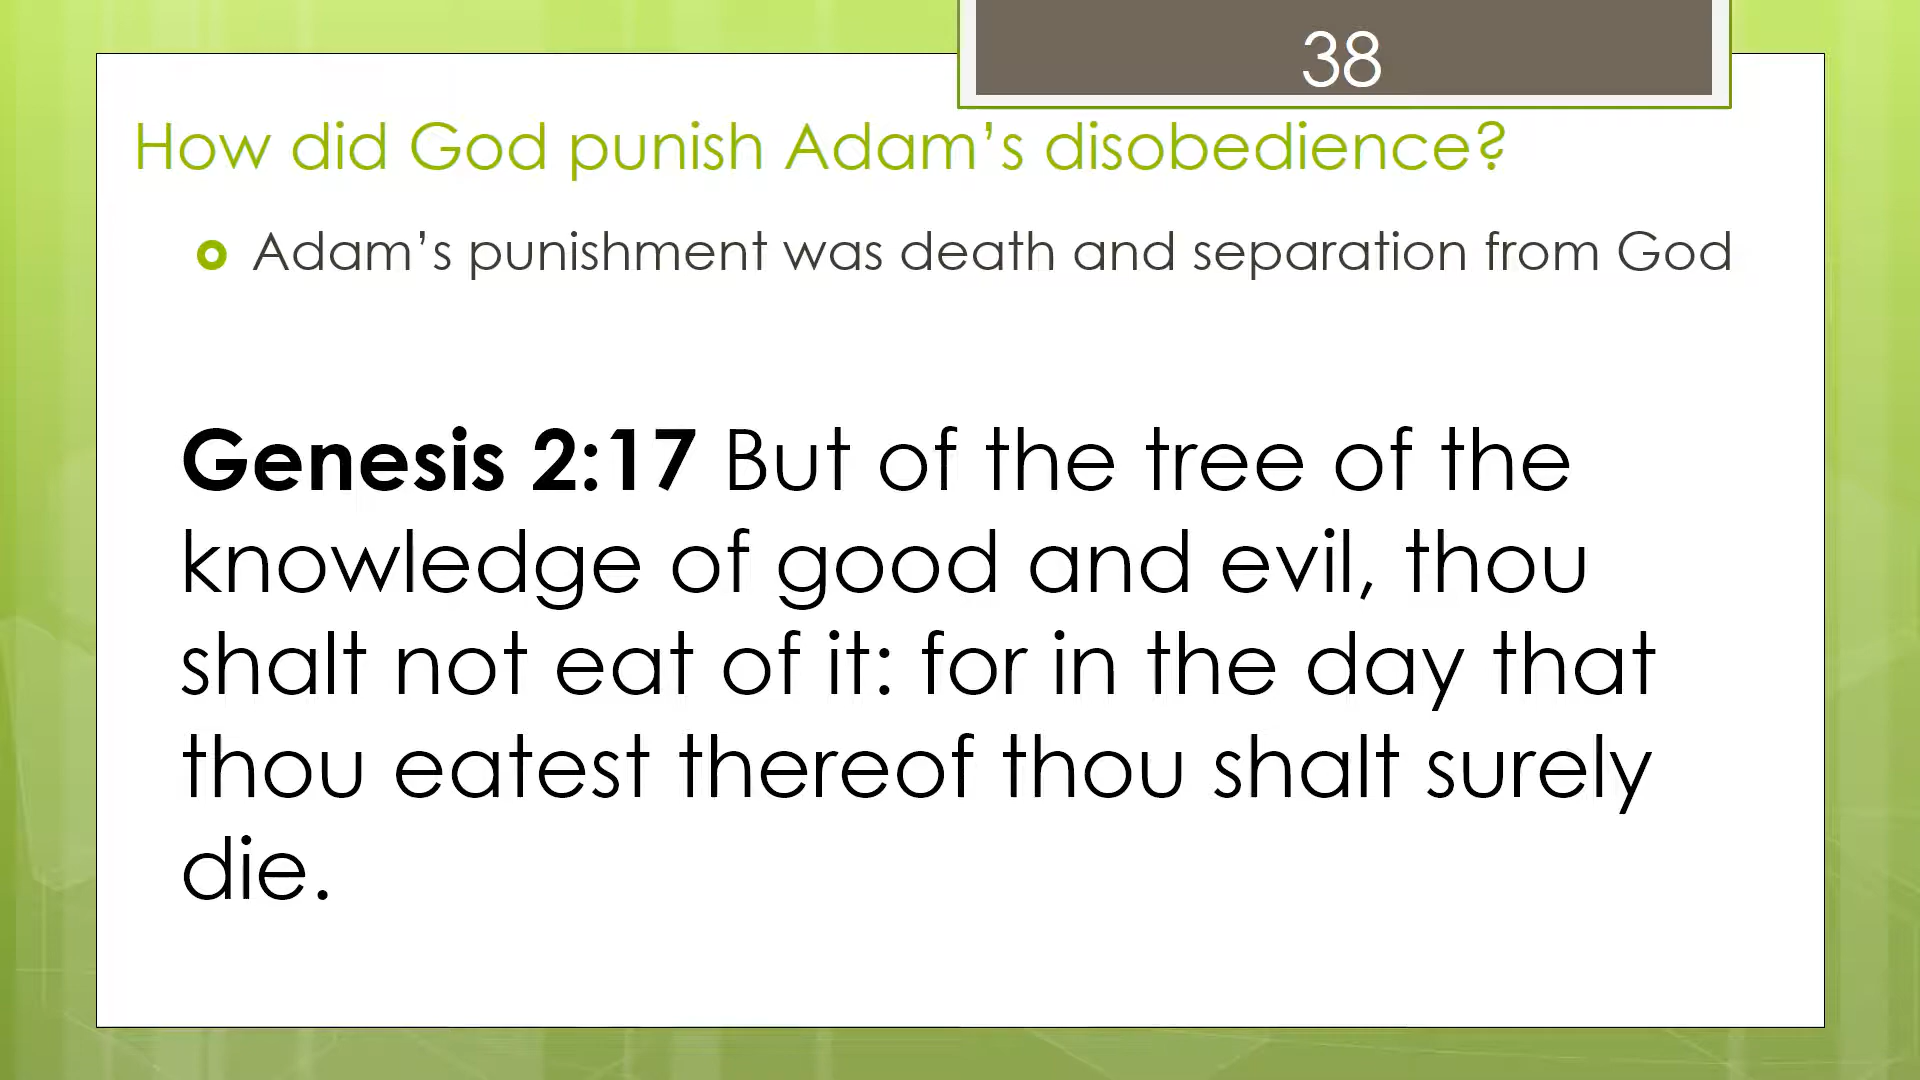 38
How did God punish Adam’s disobedience?
Adam’s punishment was death and separation from God
Genesis 2:17 But of the tree of the
knowledge of good and evil, thou
shalt not eat of it: for in the day that
thou eatest thereof thou shalt surely
die.